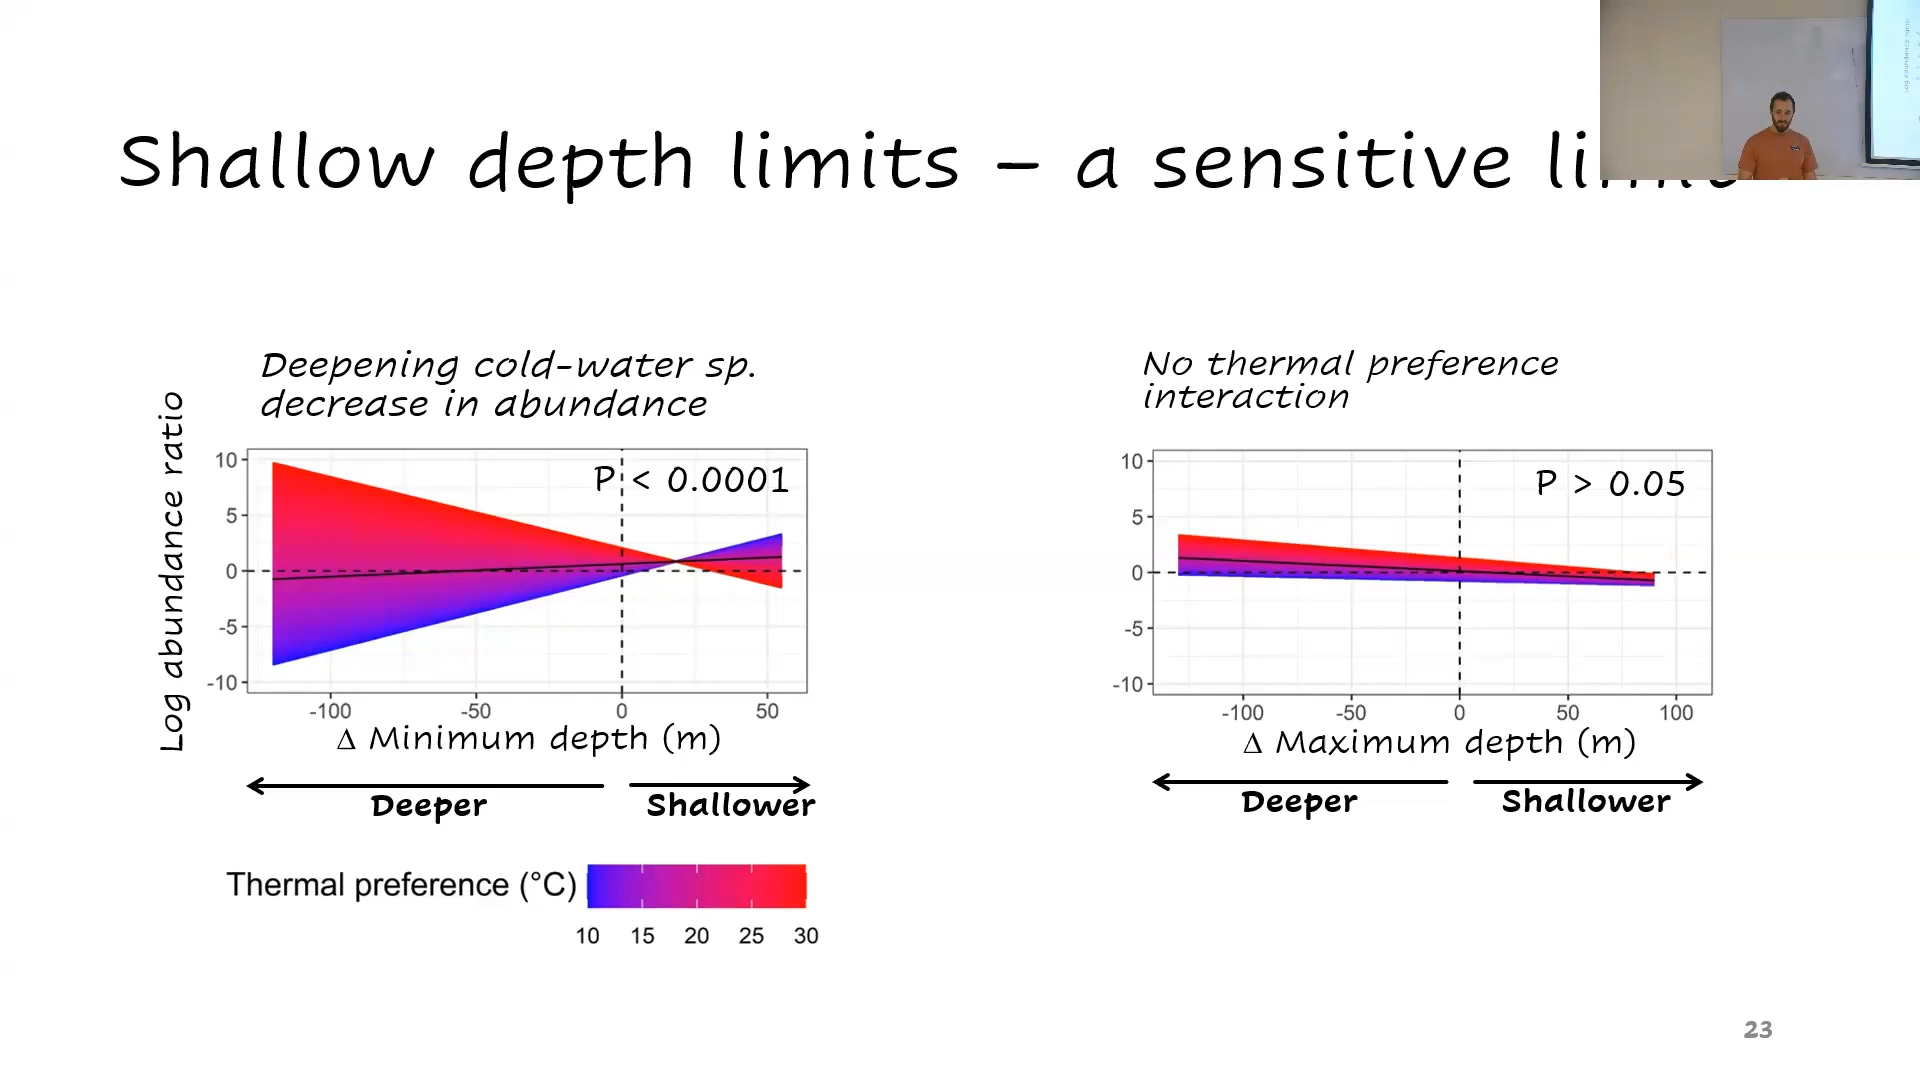 Shallow depth limits – a sensitive
Deepening cold-water sp.
decrease in abundance
Log abundance ratio
10
5
0
-5
-10
P < 0.0001
-100 -50 0 50
Δ Minimum depth (m)
Deeper Shallower
Thermal preference (°C)
10 15 20 25 30
No thermal preference
interaction
10
5
0
-5
-10
P > 0.05
-100 -50 0 50 100
Δ Maximum depth (m)
Deeper Shallower
23